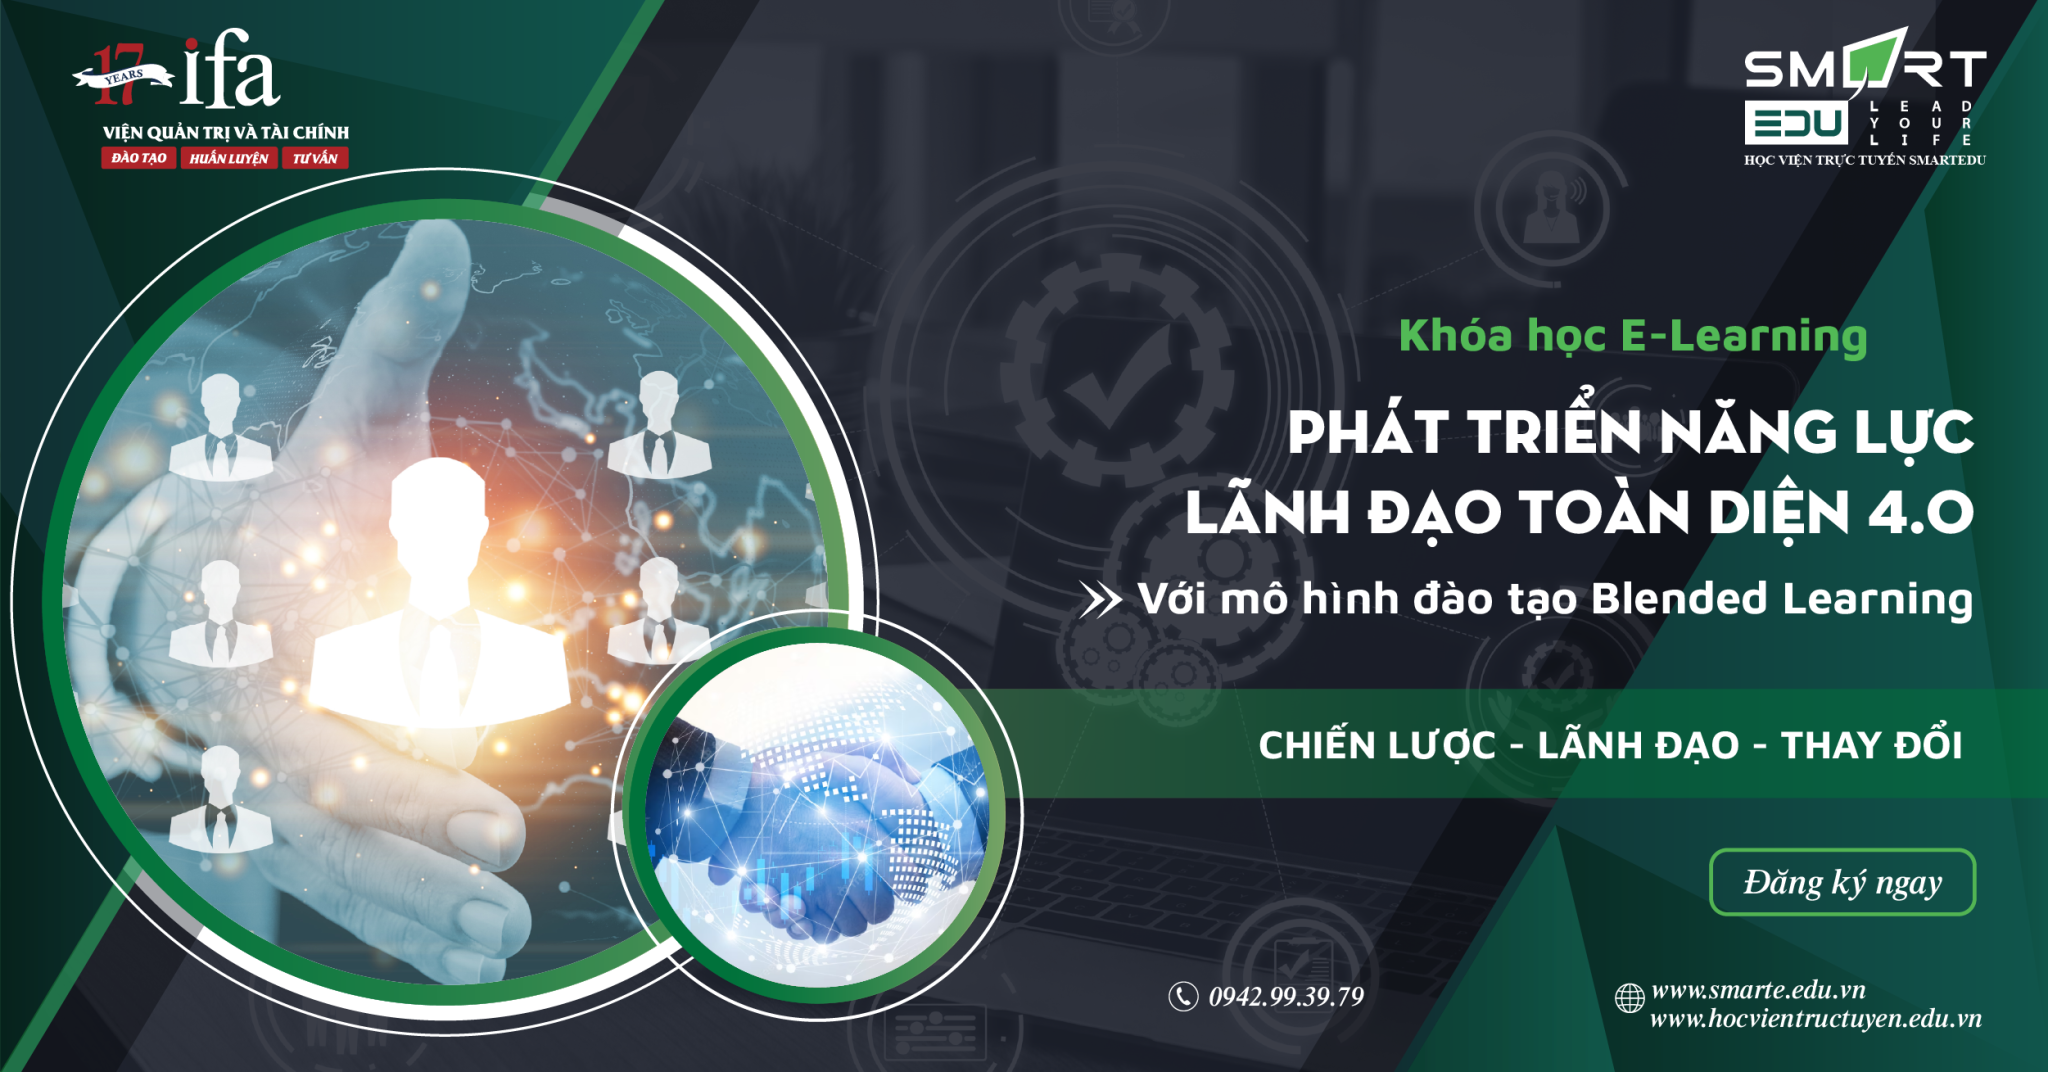 17 YEARS ifa
VIỆN QUẢN TRỊ VÀ TÀI CHÍNH
ĐÀO TẠO HUẤN LUYỆN TƯ VẤN
SMART
EDU
LEAD
YOUR
LIFE
HỌC VIỆN TRỰC TUYẾN SMARTEDU
Khóa học E-Learning
PHÁT TRIỂN NĂNG LỰC
LÃNH ĐẠO TOÀN DIỆN 4.0
Với mô hình đào tạo Blended Learning
CHIẾN LƯỢC - LÃNH ĐẠO - THAY ĐỔI
Đăng ký ngay
0942.99.39.79
www.smarte.edu.vn
www.hocvientructuyen.edu.vn